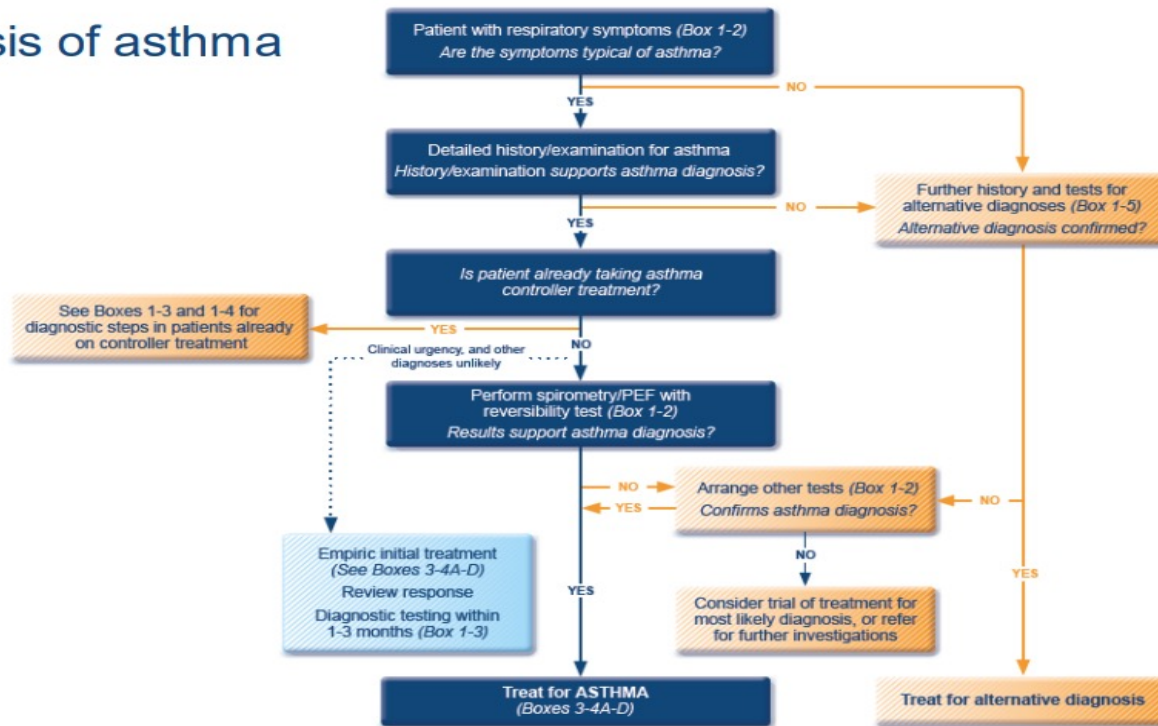 sis of asthma
Patient with respiratory symptoms (Box 1-2)
Are the symptoms typical of asthma?
NO
YES
Detailed history/examination for asthma
History/examination supports asthma diagnosis?
Further history and tests for
alternative diagnoses (Box 1-5)
Alternative diagnosis confirmed?
NO
YES
Is patient already taking asthma
controller treatment?
See Boxes 1-3 and 1-4 for
diagnostic steps in patients already
on controller treatment
YES
NO
Clinical urgency, and other
diagnoses unlikely
Perform spirometry/PEF with
reversibility test (Box 1-2)
Results support asthma diagnosis?
NO
YES
Arrange other tests (Box 1-2)
Confirms asthma diagnosis?
NO
NO
YES
YES
Empiric initial treatment
(See Boxes 3-4A-D)
Review response
Diagnostic testing within
1-3 months (Box 1-3)
Consider trial of treatment for
most likely diagnosis, or refer
for further investigations
Treat for ASTHMA
(Boxes 3-4A-D)
Treat for alternative diagnosis